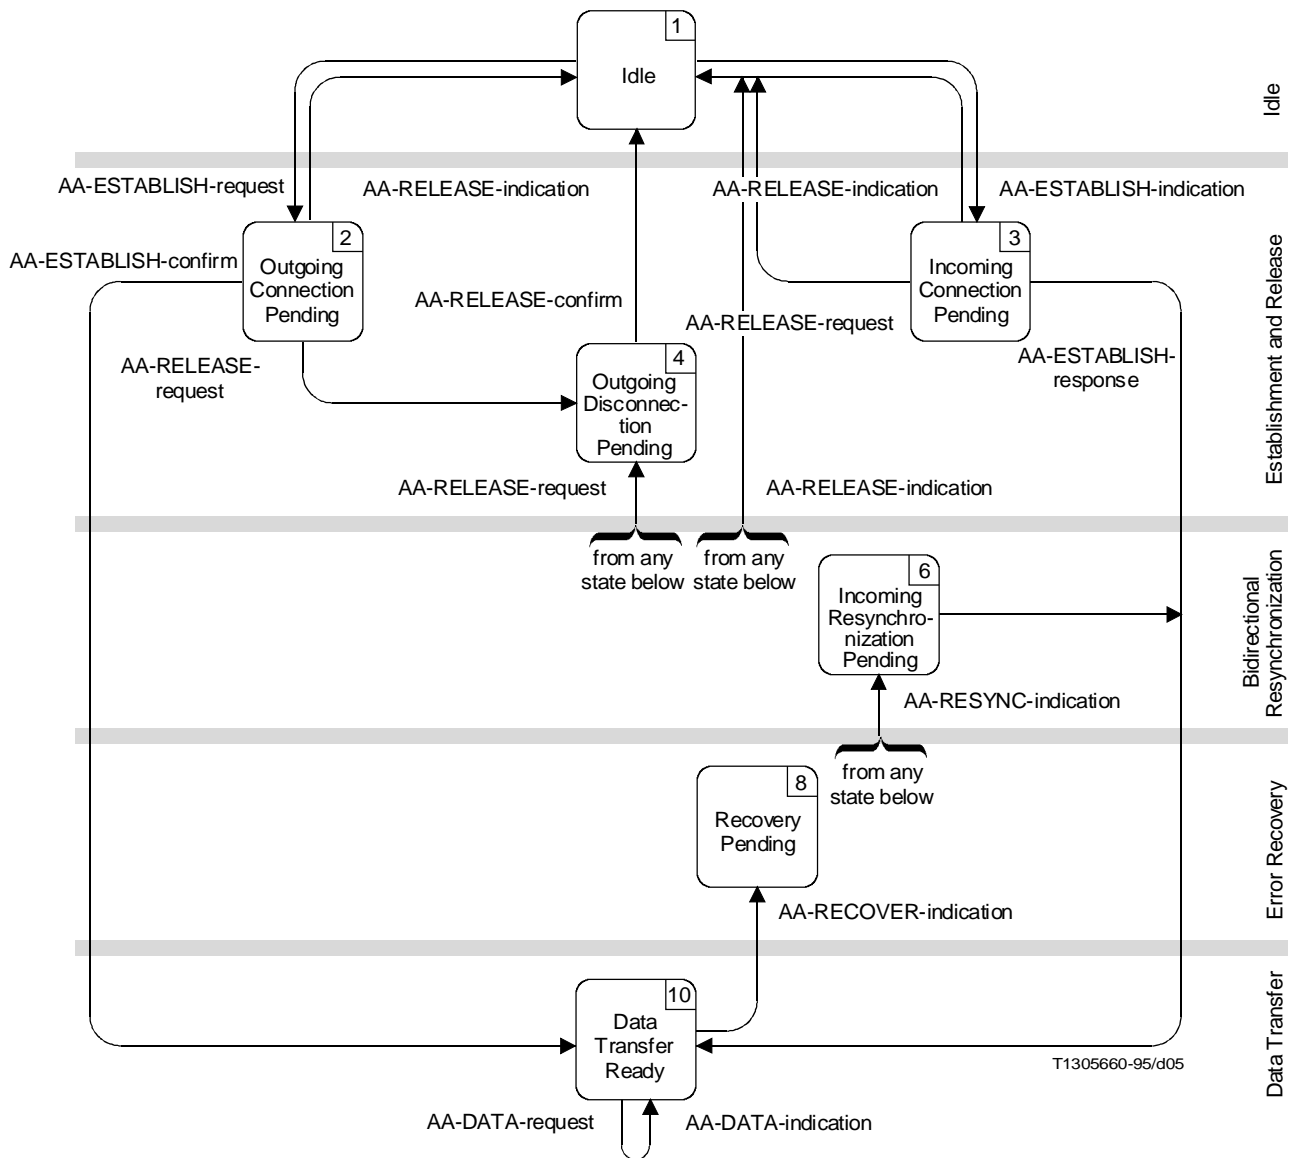 1
Idle
Idle
AA-ESTABLISH-request
AA-RELEASE-indication
AA-RELEASE-indication
AA-ESTABLISH-indication
2
Outgoing
Connection
Pending
3
Incoming
Connection
Pending
AA-ESTABLISH-confirm
AA-RELEASE-confirm
AA-RELEASE-request
AA-RELEASE-
request
AA-ESTABLISH-
response
4
Outgoing
Disconnec-
tion
Pending
Establishment and Release
AA-RELEASE-request
AA-RELEASE-indication
from any
state below
from any
state below
6
Incoming
Resynchro-
nization
Pending
Bidirectional
Resynchronization
AA-RESYNC-indication
from any
state below
8
Recovery
Pending
Error Recovery
AA-RECOVER-indication
10
Data
Transfer
Ready
Data Transfer
T1305660-95/d05
AA-DATA-request
AA-DATA-indication